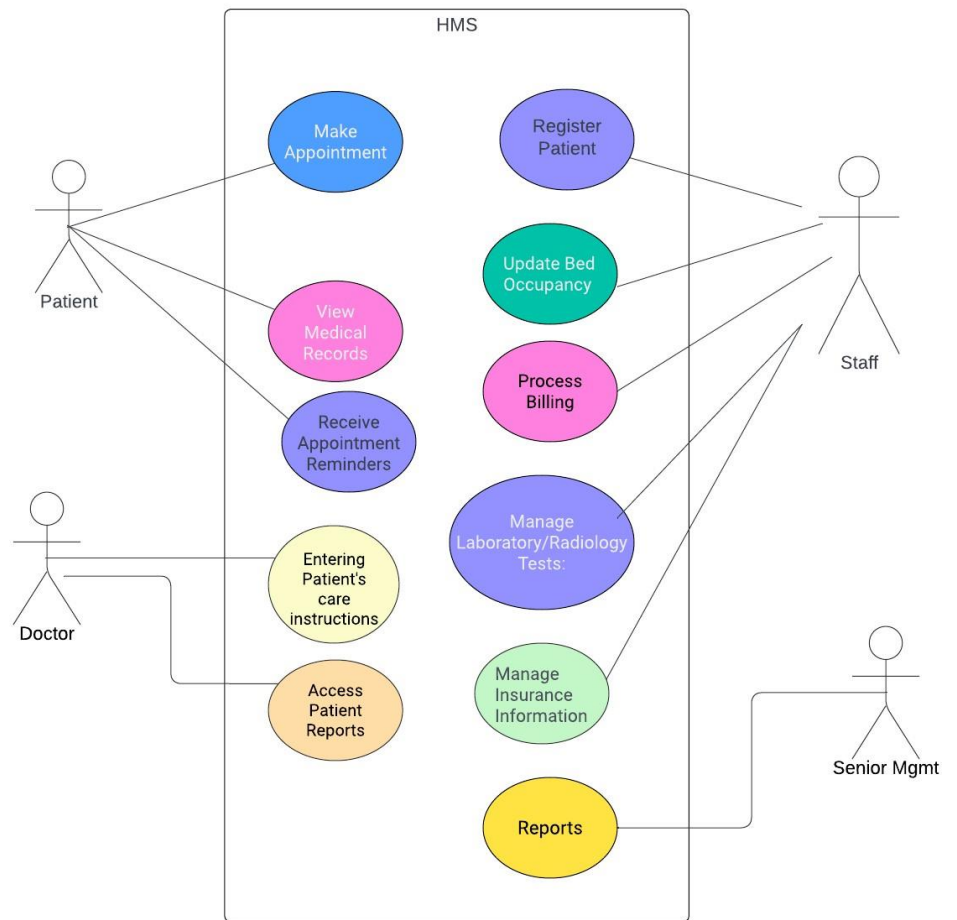 HMS
Make
Appointment
Register
Patient
Patient
Update Bed
Occupancy
Staff
View
Medical
Records
Process
Billing
Receive
Appointment
Reminders
Manage
Laboratory/Radiology
Tests:
Entering
Patient's
care
instructions
Doctor
Access
Patient
Reports
Manage
Insurance
Information
Senior Mgmt
Reports